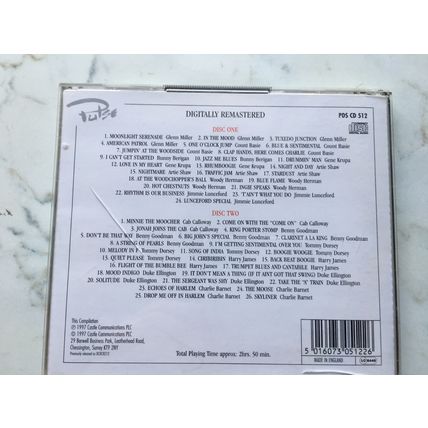 Pulse
DIGITALLY REMASTERED
PDS CD 512
DISC ONE
1. MOONLIGHT SERENADE Glenn Miller 2. IN THE MOOD Glenn Miller 3. TUXEDO JUNCTION Glenn Miller
4. AMERICAN PATROL Glenn Miller 5. ONE O'CLOCK JUMP Count Basie 6. BLUE & SENTIMENTAL Count Basie
7. JUMPIN' AT THE WOODSIDE Count Basie 8. CLAP HANDS, HERE COMES CHARLIE Count Basie
9. I CAN'T GET STARTED Bunny Berigan 10. JAZZ ME BLUES Bunny Berigan 11. DRUMMIN' MAN Gene Krupa
12. LOVE IS IN MY HEART Gene Krupa 13. SYMPHONY Gene Krupa 14. NIGHT AND DAY Artie Shaw
15. NIGHTMARE Artie Shaw 16. TRAFFIC JAM Artie Shaw 17. STARDUST Artie Shaw
18. AT THE WOODCHOPPER'S BALL Woody Herman 19. BLUE FLAME Woody Herman
20. HOT CHESTNUTS Woody Herman 21. INDIE SPEAKS Woody Herman
22. RHYTHM IS OUR BUSINESS Jimmie Lunceford 23. "T'AIN'T WHAT YOU DO" Jimmie Lunceford
24. LUNCEFORD SPECIAL Jimmie Lunceford
DISC TWO
1. MINNIE THE MOOCHER Cab Calloway 2. COME ON WITH THE "COME ON" Cab Calloway
3. JONAH JOINS THE CAB Cab Calloway 4. KING PORTER STOMP Benny Goodman
5. DON'T BE THAT WAY Benny Goodman 6. BIG JOHN'S SPECIAL Benny Goodman 7. CLARINET A LA KING Benny Goodman
8. A STRING OF PEARLS Benny Goodman 9. I'M GETTING SENTIMENTAL OVER YOU Tommy Dorsey
10. MELODY IN F Tommy Dorsey 11. SONG OF INDIA Tommy Dorsey 12. BOOGIE WOOGIE Tommy Dorsey
13. QUIET PLEASE Tommy Dorsey 14. CIRIBIRIBIN Harry James 15. BACK BEAT BOOGIE Harry James
16. FLIGHT OF THE BUMBLE BEE Harry James 17. TRUMPET BLUES AND CANTABILE Harry James
18. MOOD INDIGO Duke Ellington 19. IT DON'T MEAN A THING (IF IT AIN'T GOT THAT SWING) Duke Ellington
20. SOLITUDE Duke Ellington 21. THE SERGEANT WAS SHY Duke Ellington 22. TAKE THE 'A' TRAIN Duke Ellington
23. ECHOES OF HARLEM Charlie Barnet 24. THE MOOSE Charlie Barnet
25. DROP ME OFF IN HARLEM Charlie Barnet 26. SKYLINER Charlie Barnet
This Compilation
℗ 1997 Castle Communications PLC
© 1997 Castle Communications PLC
29 Barwell Business Park, Leatherhead Road,
Chessington, Surrey KT9 2NY
Total Playing Time approx: 2hrs. 50 min.
5 016073 051226
MADE IN ENGLAND